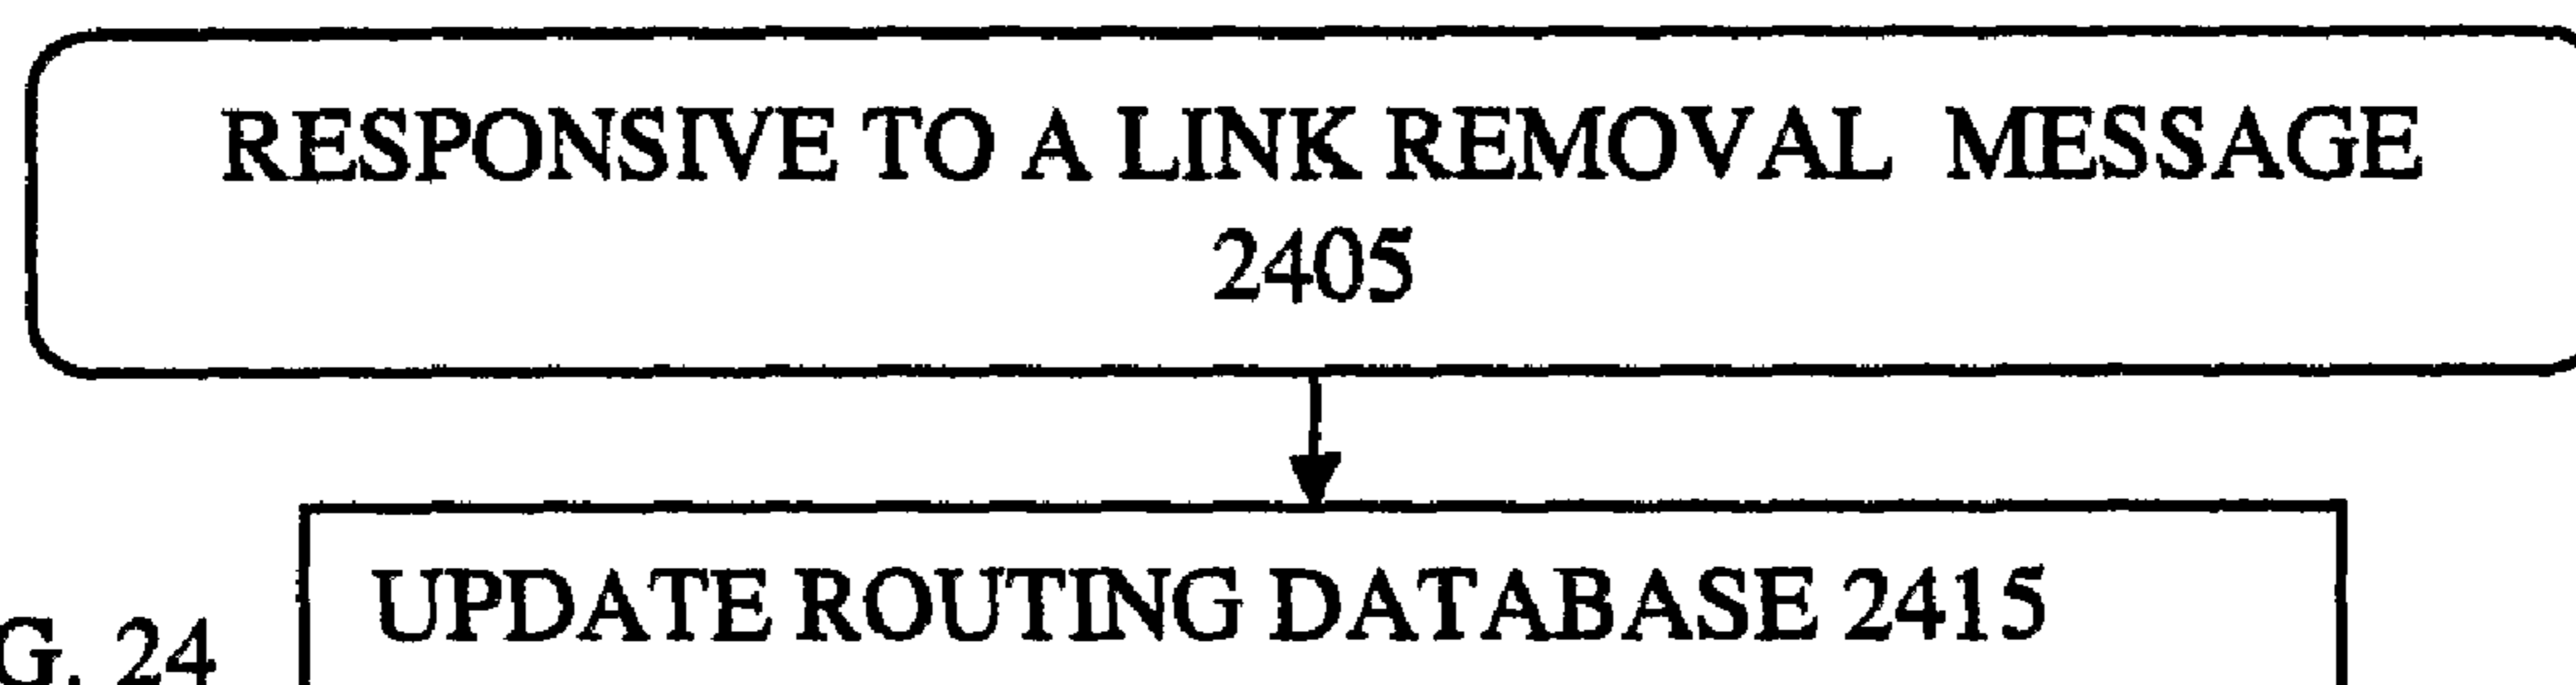 RESPONSIVE TO A LINK REMOVAL MESSAGE
2405
UPDATE ROUTING DATABASE 2415
G. 24